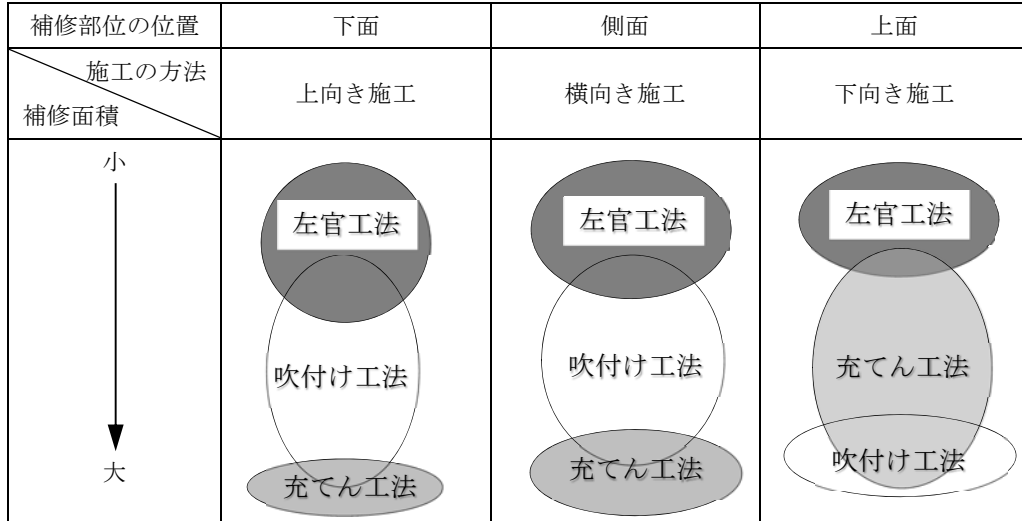 補修部位の位置
下面
側面
上面
施工の方法
補修面積
上向き施工
横向き施工
下向き施工
小
大
左官工法
吹付け工法
充てん工法
左官工法
吹付け工法
充てん工法
左官工法
充てん工法
吹付け工法